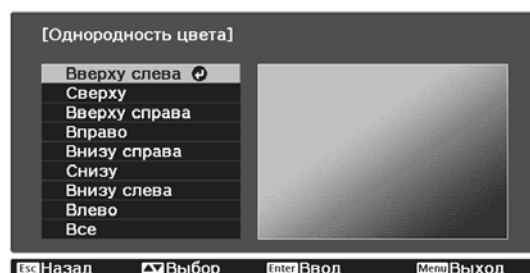 [Однородность цвета]
Вверху слева
Сверху
Вверху справа
Вправо
Внизу справа
Снизу
Внизу слева
Влево
Все
Esc Назад Выбор Enter Ввод Menu Выход